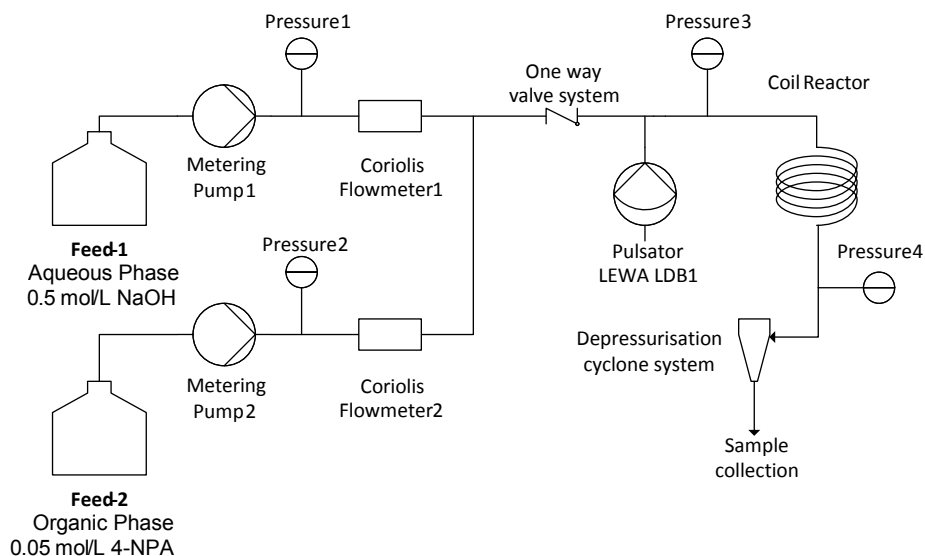 Pressure1
Metering
Pump1
Coriolis
Flowmeter1
Feed-1
Aqueous Phase
0.5 mol/L NaOH
One way
valve system
Pressure3
Coil Reactor
Pulsator
LEWA LDB1
Pressure4
Depressurisation
cyclone system
Sample
collection
Pressure2
Metering
Pump2
Coriolis
Flowmeter2
Feed-2
Organic Phase
0.05 mol/L 4-NPA